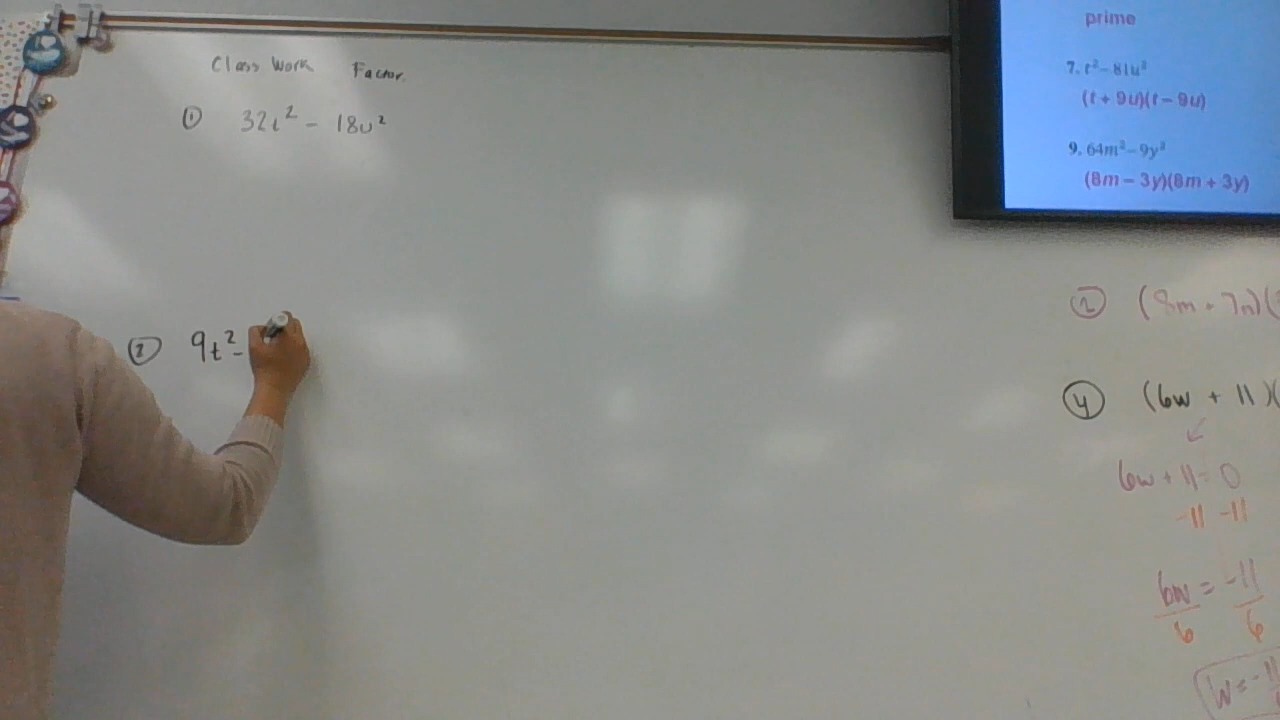 Class Work Factor
① 32t² - 18u²
② 9t² -
prime
7. t² - 81u²
(t + 9u)(t - 9u)
9. 64m² - 9y²
(8m - 3y)(8m + 3y)
② (8m + 7n)(
④ (6w + 11)(
6w + 11 = 0
-11 -11
6w = -11
6 6
w = -11